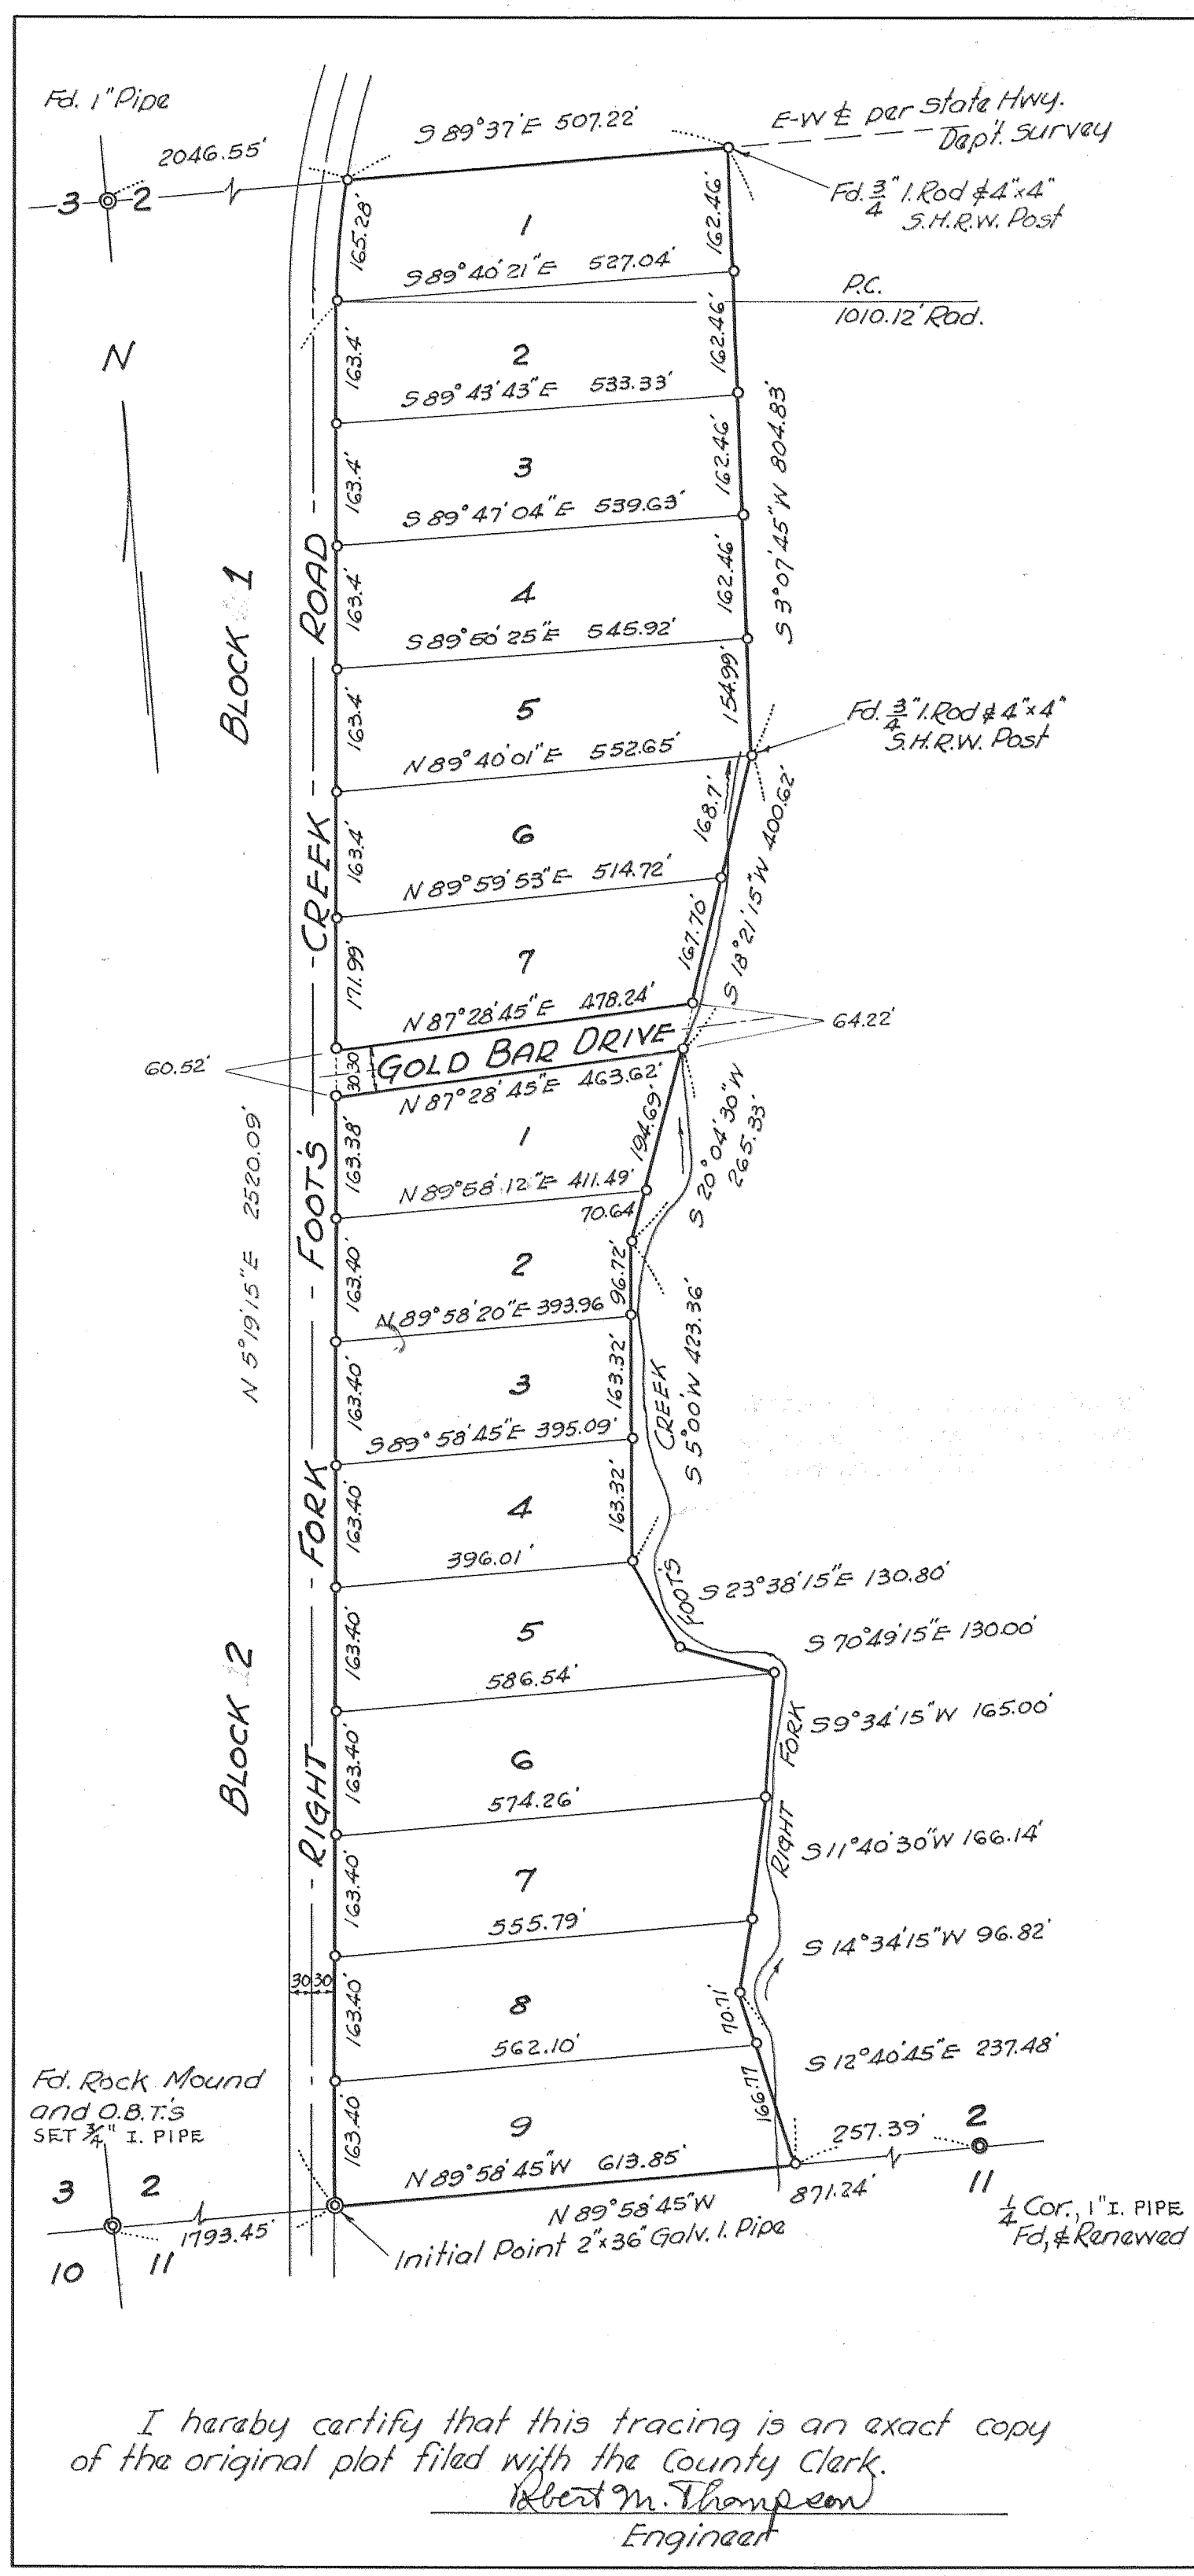 Fd. 1" Pipe
2046.55'
3 2
S 89°37' E 507.22'
E-W ℄ per State Hwy.
Dep't. Survey
Fd. 3/4" I. Rod & 4"x4"
S.H.R.W. Post
165.28'
1
162.46'
S 89°40'21" E 527.04'
P.C.
1010.12' Rad.
N
163.4'
2
162.46'
S 89°43'43" E 533.33'
163.4'
3
162.46'
S 89°47'04" E 539.63'
S 3°07'45" W 804.83'
BLOCK 1
163.4'
4
162.46'
S 89°50'25" E 545.92'
163.4'
5
154.99'
N 89°40'01" E 552.65'
Fd. 3/4" I. Rod & 4"x4"
S.H.R.W. Post
163.4'
6
168.7'
N 89°59'53" E 514.72'
S 18°21'15" W 400.62'
171.99'
7
167.70'
N 87°28'45" E 478.24'
64.22'
60.52'
30 30
GOLD BAR DRIVE
N 87°28'45" E 463.62'
163.38'
1
194.69'
N 89°58'12" E 411.49'
70.64
S 20°04'30" W
265.33'
N 5°19'15" E 2520.09'
163.40'
2
96.72'
N 89°58'20" E 393.96
163.40'
3
163.32'
S 89°58'45" E 395.09'
CREEK
S 5°00' W 423.36'
163.40'
4
163.32'
396.01'
FOOT'S
S 23°38'15" E 130.80'
163.40'
5
586.54'
S 70°49'15" E 130.00'
RIGHT FORK FOOT'S CREEK ROAD
BLOCK 2
163.40'
6
574.26'
FORK
S 9°34'15" W 165.00'
163.40'
7
555.79'
RIGHT
S 11°40'30" W 166.14'
S 14°34'15" W 96.82'
30 30
163.40'
8
70.71'
562.10'
S 12°40'45" E 237.48'
163.40
9
166.77
N 89°58'45" W 613.85'
257.39'
2
11
N 89°58'45" W
871.24'
1/4 Cor., 1" I. PIPE
Fd, & Renewed
Fd. Rock Mound
and O.B.T.'s
SET 3/4" I. PIPE
3 2
1793.45'
10 11
Initial Point 2"x36" Galv. I. Pipe
I hereby certify that this tracing is an exact copy
of the original plat filed with the County Clerk.
Robert M. Thompson
Engineer